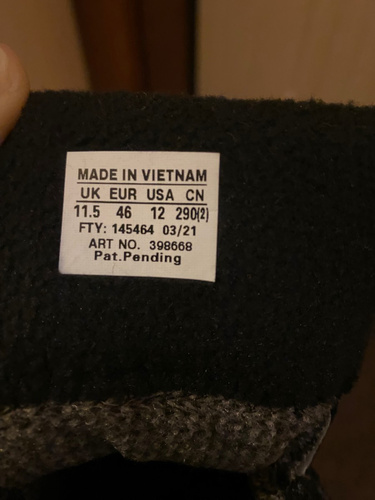 MADE IN VIETNAM
UK EUR USA CN
11.5 46 12 290(2)
FTY: 145464 03/21
ART NO. 398668
Pat.Pending